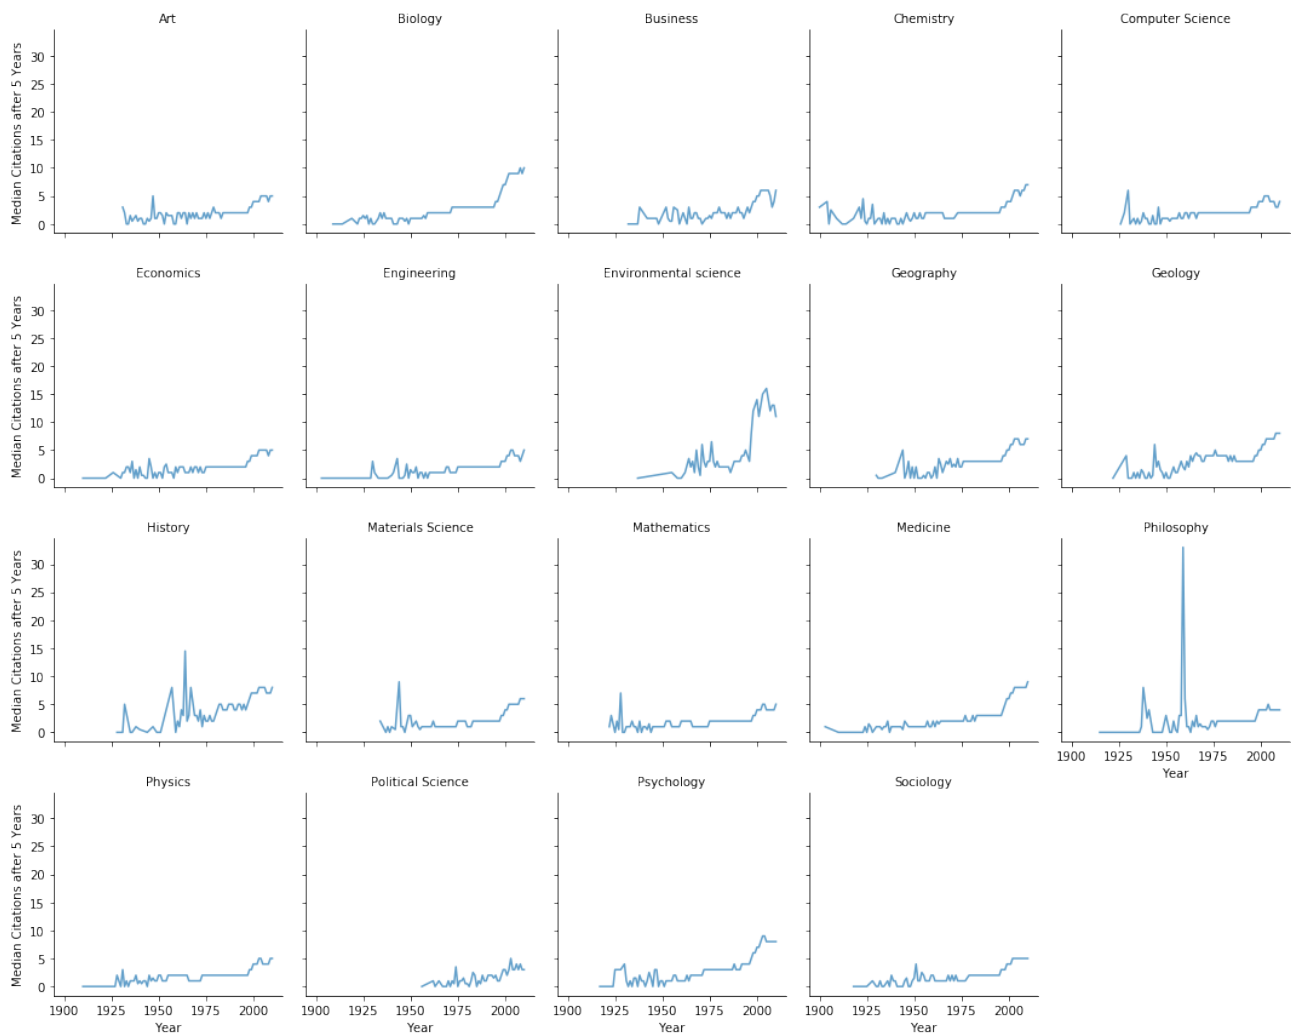 Art Biology Business Chemistry Computer Science
Median Citations after 5 Years
30
25
20
15
10
5
0
Economics Engineering Environmental science Geography Geology
Median Citations after 5 Years
30
25
20
15
10
5
0
History Materials Science Mathematics Medicine Philosophy
Median Citations after 5 Years
30
25
20
15
10
5
0
1900 1925 1950 1975 2000
Year
Physics Political Science Psychology Sociology
Median Citations after 5 Years
30
25
20
15
10
5
0
1900 1925 1950 1975 2000 1900 1925 1950 1975 2000 1900 1925 1950 1975 2000 1900 1925 1950 1975 2000
Year Year Year Year